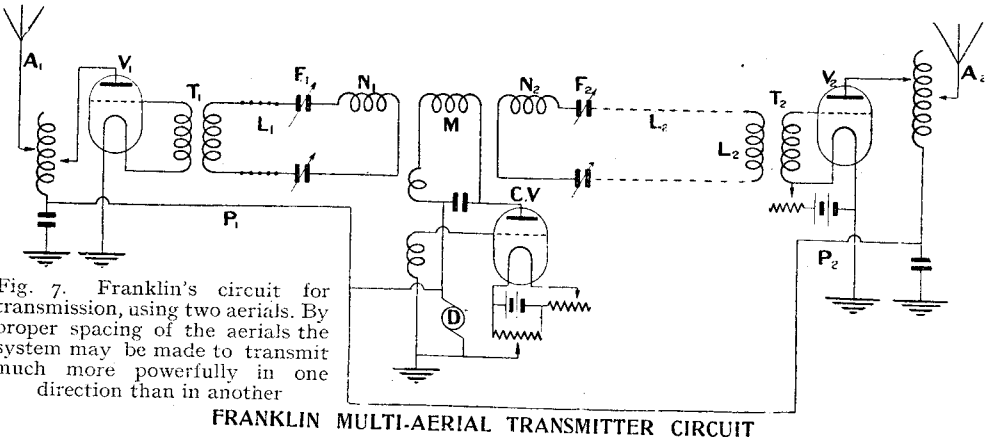 A₁
V₁
T₁
L₁
F₁
N₁
M
N₂
F₂
L₂
L₂
T₂
V₂
A₂
P₁
C.V
D
P₂
Fig. 7. Franklin's circuit for
transmission, using two aerials. By
proper spacing of the aerials the
system may be made to transmit
much more powerfully in one
direction than in another
FRANKLIN MULTI-AERIAL TRANSMITTER CIRCUIT